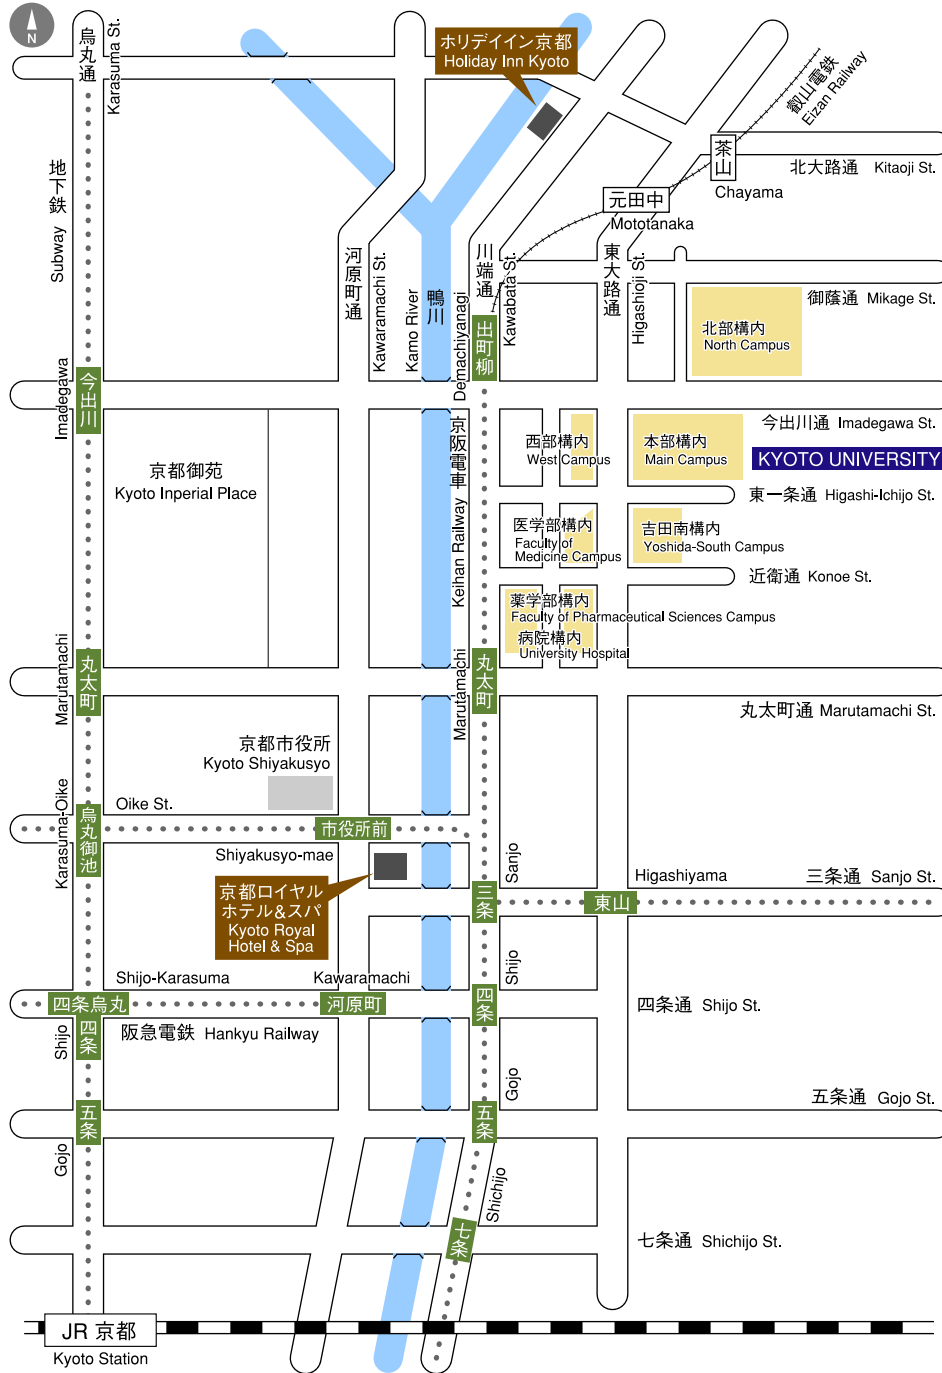 N
烏丸通
Karasuma St.
ホリデイイン京都
Holiday Inn Kyoto
叡山電鉄
Eizan Railway
茶山
Chayama
北大路通 Kitaoji St.
元田中
Mototanaka
地下鉄
Subway
河原町通
Kawaramachi St.
鴨川
Kamo River
川端通
Kawabata St.
東大路通
Higashioji St.
御蔭通 Mikage St.
北部構内
North Campus
出町柳
Demachiyanagi
今出川
Imadegawa
今出川通 Imadegawa St.
京都御苑
Kyoto Inperial Place
京阪電車
Keihan Railway
西部構内
West Campus
本部構内
Main Campus
KYOTO UNIVERSITY
東一条通 Higashi-Ichijo St.
医学部構内
Faculty of
Medicine Campus
吉田南構内
Yoshida-South Campus
近衛通 Konoe St.
薬学部構内
Faculty of Pharmaceutical Sciences Campus
病院構内
University Hospital
丸太町
Marutamachi
丸太町
Marutamachi
丸太町通 Marutamachi St.
京都市役所
Kyoto Shiyakusyo
Oike St.
烏丸御池
Karasuma-Oike
市役所前
Shiyakusyo-mae
京都ロイヤル
ホテル&スパ
Kyoto Royal
Hotel & Spa
三条
Sanjo
東山
Higashiyama
三条通 Sanjo St.
Shijo-Karasuma
四条烏丸
Kawaramachi
河原町
四条
Shijo
四条
Shijo
四条通 Shijo St.
阪急電鉄 Hankyu Railway
五条
Gojo
五条
Gojo
五条通 Gojo St.
七条
Shichijo
七条通 Shichijo St.
JR 京都
Kyoto Station